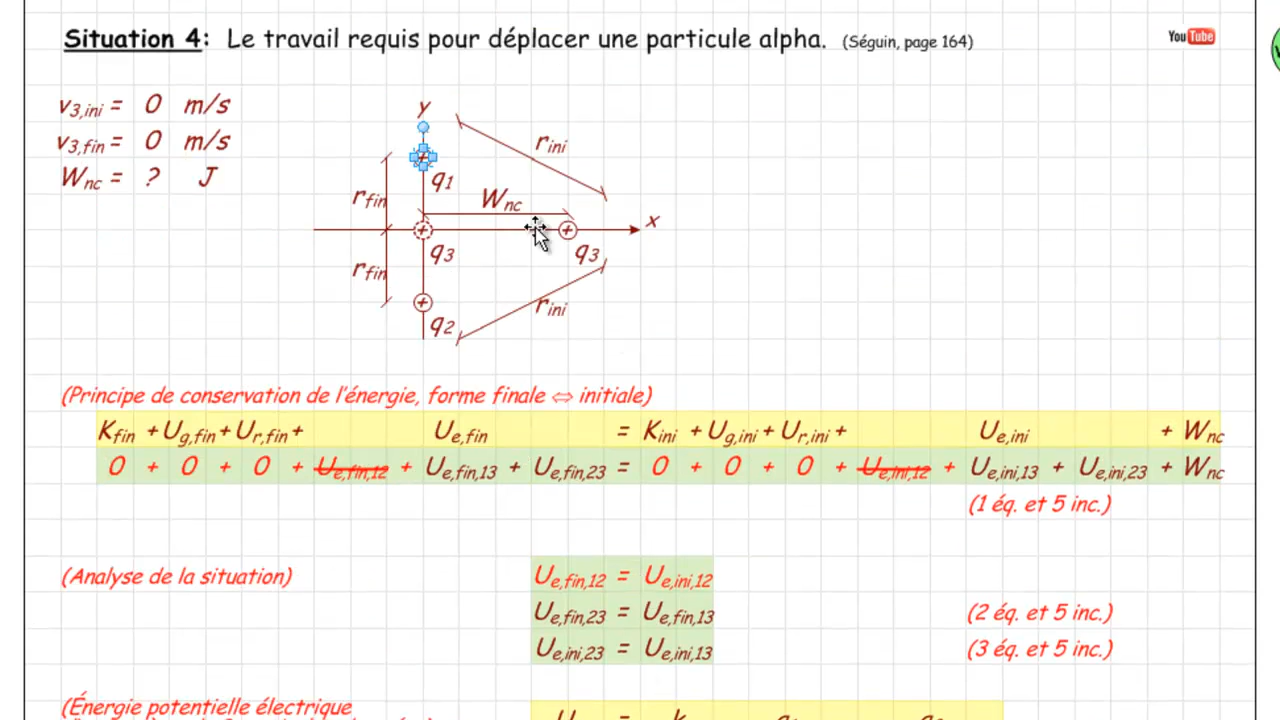 Situation 4: Le travail requis pour déplacer une particule alpha. (Séguin, page 164)
YouTube
v3,ini = 0 m/s
v3,fin = 0 m/s
Wnc = ? J
y
rini
q1
rfin
Wnc
x
q3
q3
rfin
rini
q2
(Principe de conservation de l'énergie, forme finale ⇔ initiale)
Kfin + Ug,fin + Ur,fin + Ue,fin = Kini + Ug,ini + Ur,ini + Ue,ini + Wnc
0 + 0 + 0 + Ue,fin,12 + Ue,fin,13 + Ue,fin,23 = 0 + 0 + 0 + Ue,ini,12 + Ue,ini,13 + Ue,ini,23 + Wnc
(1 éq. et 5 inc.)
(Analyse de la situation) Ue,fin,12 = Ue,ini,12
Ue,fin,23 = Ue,fin,13 (2 éq. et 5 inc.)
Ue,ini,23 = Ue,ini,13 (3 éq. et 5 inc.)
(Énergie potentielle électrique